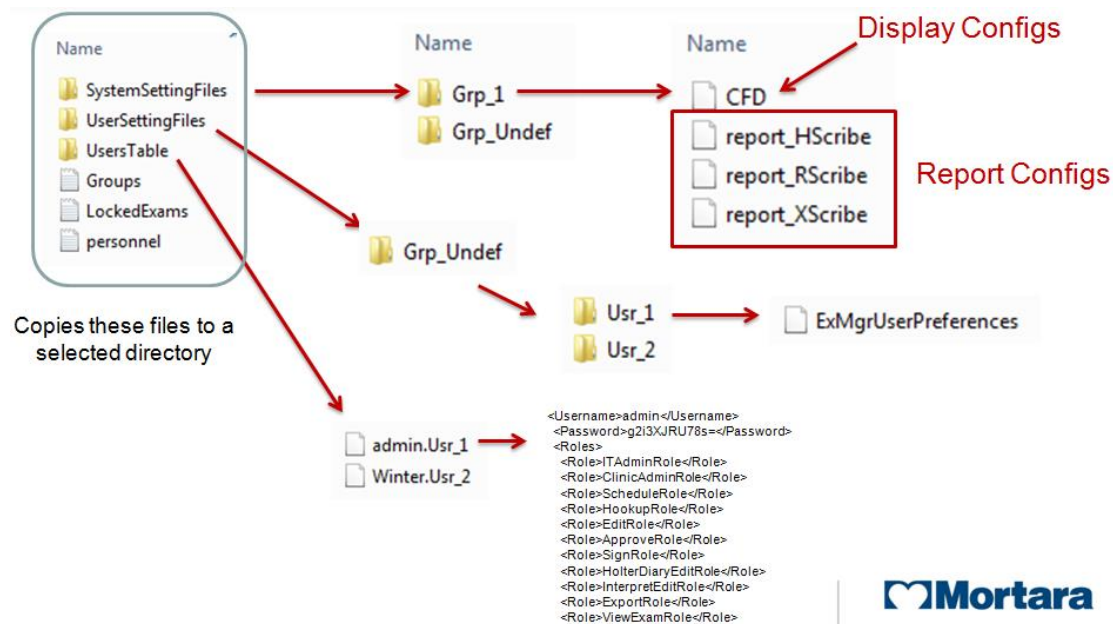 Name
SystemSettingFiles
UserSettingFiles
UsersTable
Groups
LockedExams
personnel
Copies these files to a
selected directory
Name
Grp_1
Grp_Undef
Name
CFD
report_HScribe
report_RScribe
report_XScribe
Display Configs
Report Configs
Grp_Undef
Usr_1
Usr_2
ExMgrUserPreferences
admin.Usr_1
Winter.Usr_2
<Username>admin</Username>
<Password>g2i3XJRU78s=</Password>
<Roles>
<Role>ITAdminRole</Role>
<Role>ClinicAdminRole</Role>
<Role>ScheduleRole</Role>
<Role>HookupRole</Role>
<Role>EditRole</Role>
<Role>ApproveRole</Role>
<Role>SignRole</Role>
<Role>HolterDiaryEditRole</Role>
<Role>InterpretEditRole</Role>
<Role>ExportRole</Role>
<Role>ViewExamRole</Role>
Mortara